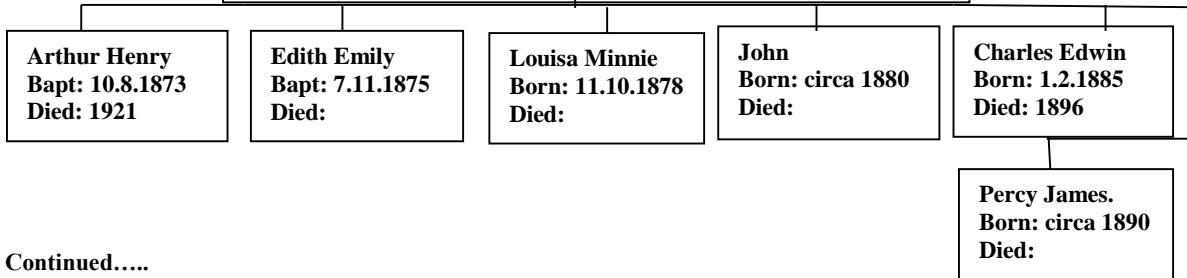 Arthur Henry
Bapt: 10.8.1873
Died: 1921
Edith Emily
Bapt: 7.11.1875
Died:
Louisa Minnie
Born: 11.10.1878
Died:
John
Born: circa 1880
Died:
Charles Edwin
Born: 1.2.1885
Died: 1896
Percy James.
Born: circa 1890
Died:
Continued…..